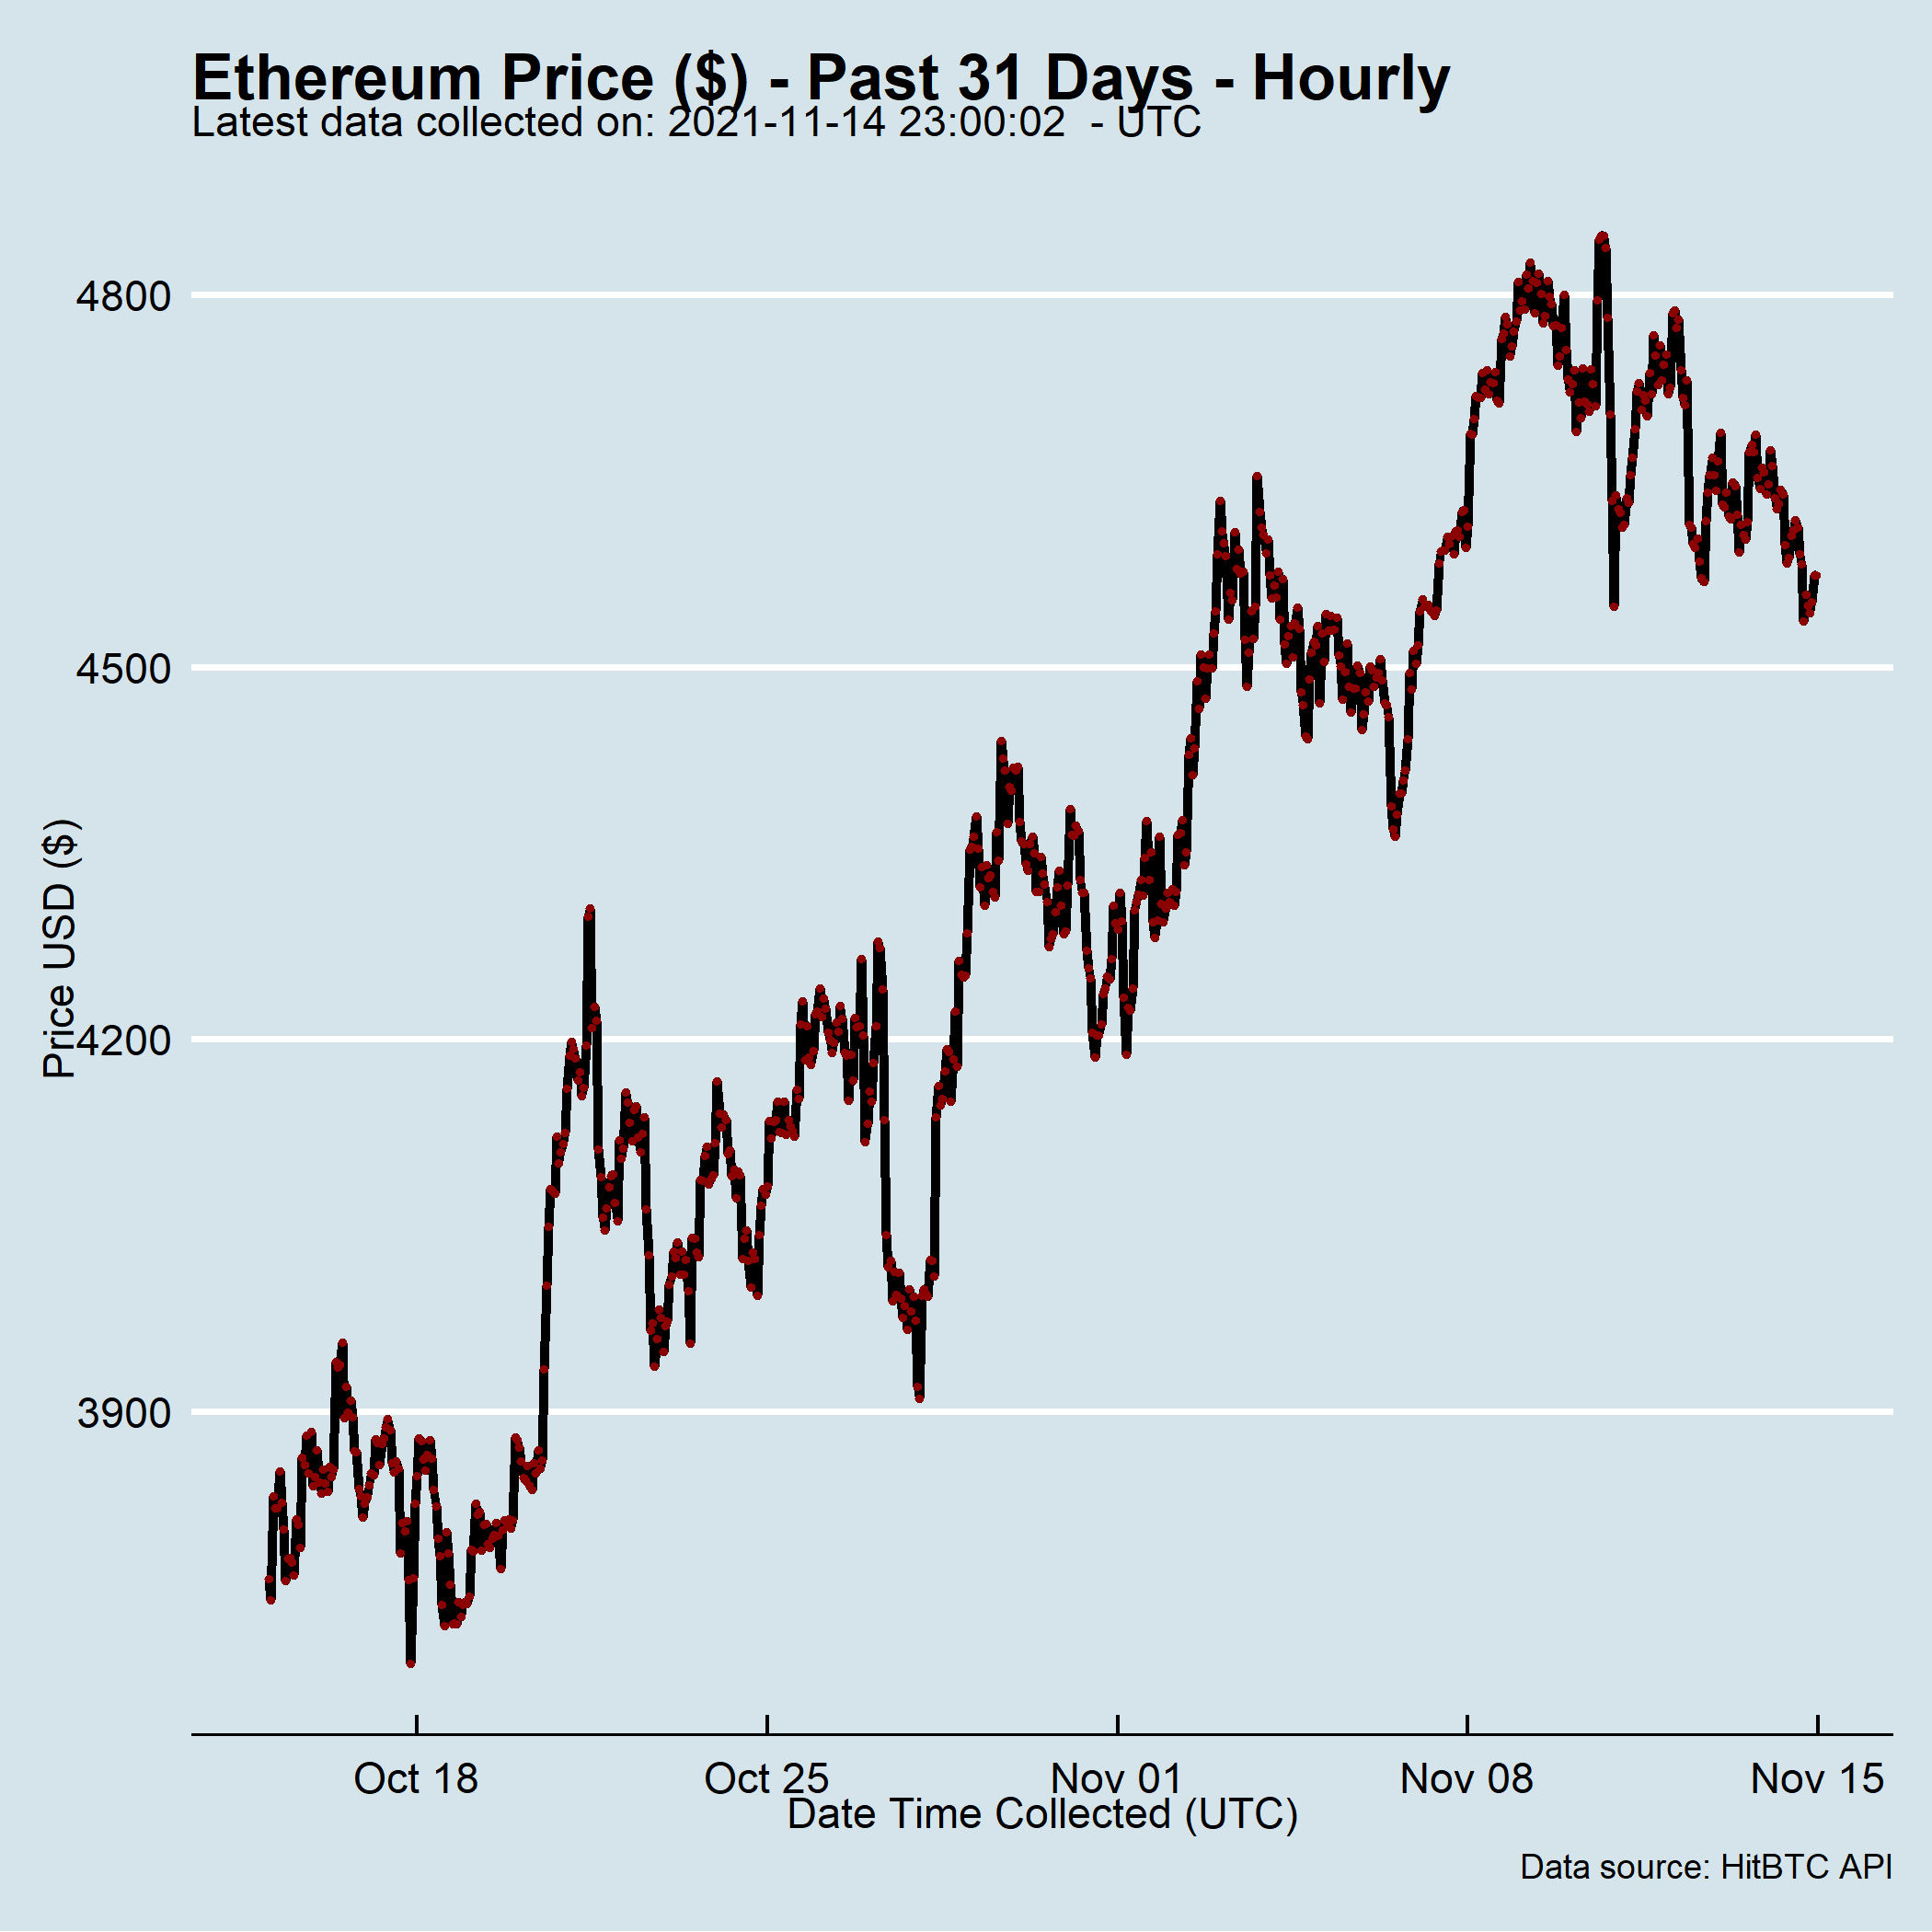 Ethereum Price ($) - Past 31 Days - Hourly
Latest data collected on: 2021-11-14 23:00:02  - UTC
Price USD ($)
4800
4500
4200
3900
Oct 18
Oct 25
Nov 01
Nov 08
Nov 15
Date Time Collected (UTC)
Data source: HitBTC API